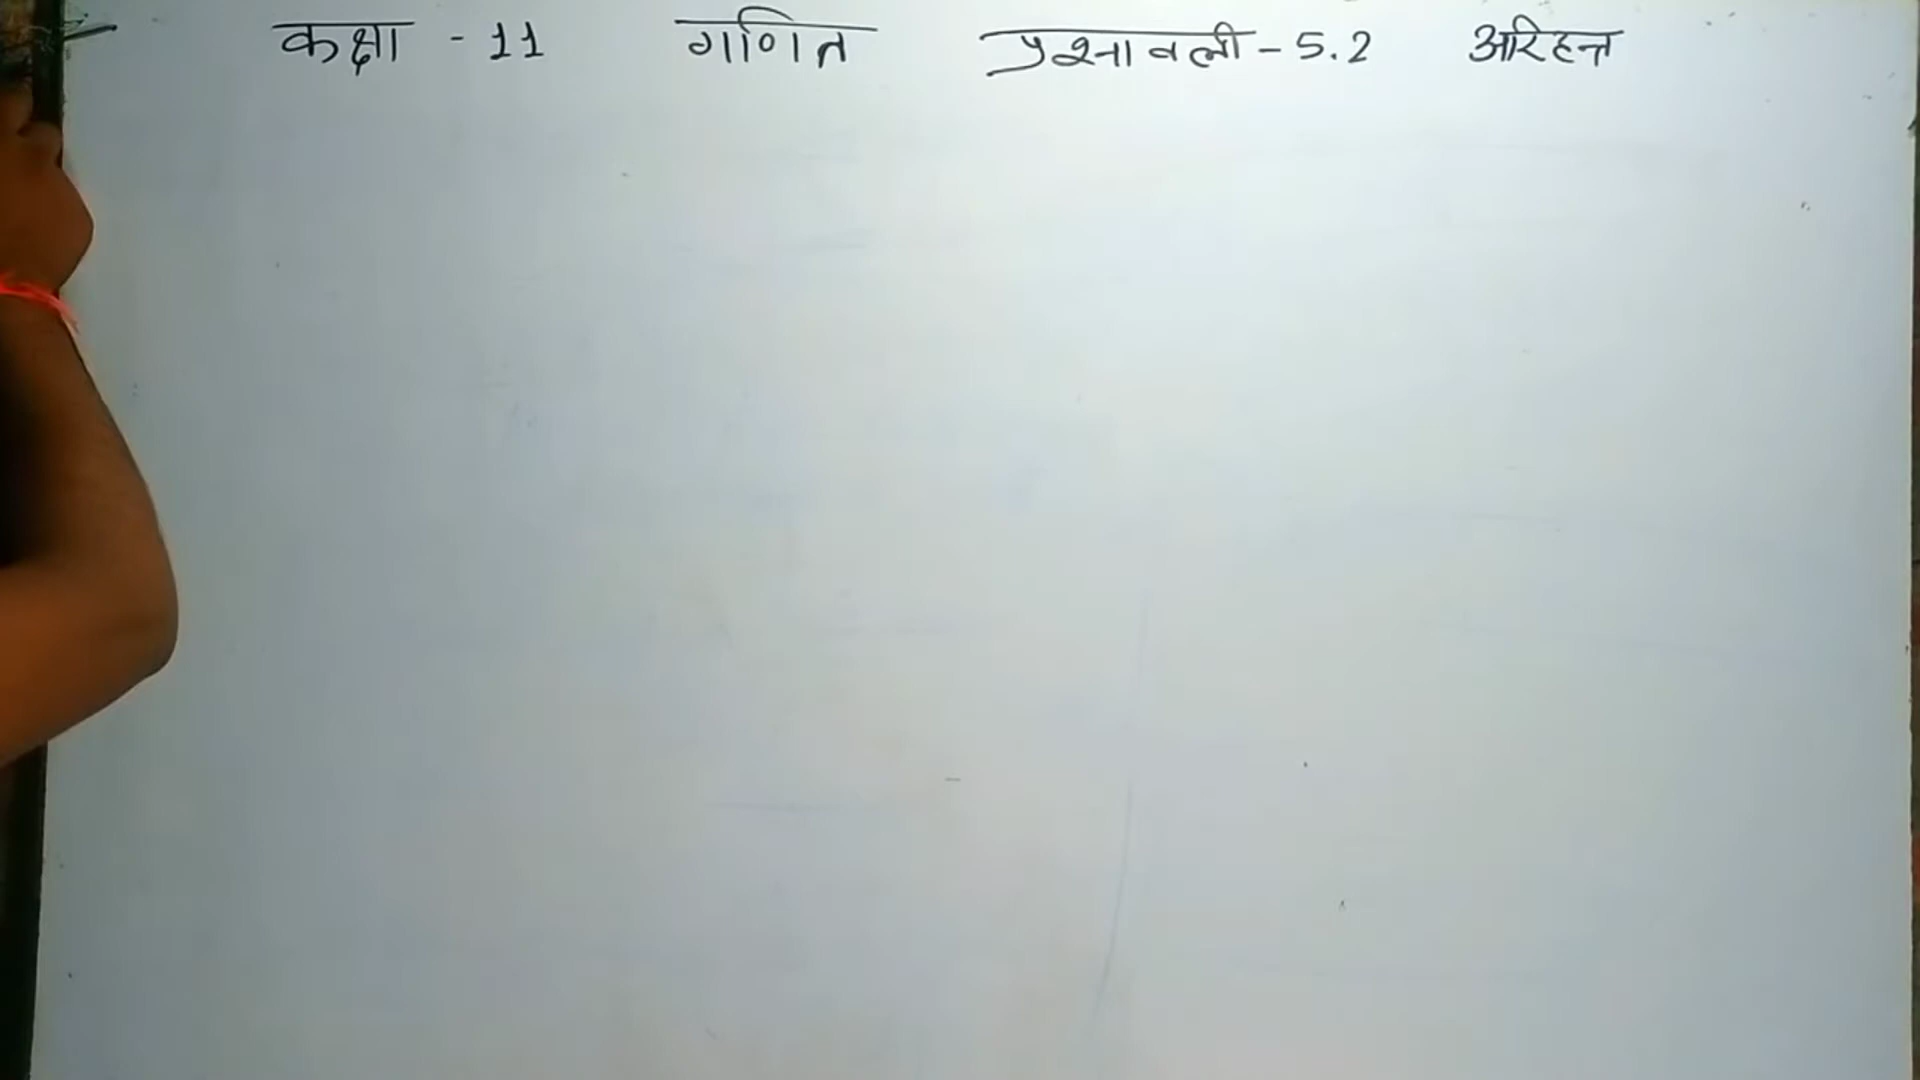 कक्षा - 11 गणित प्रश्नावली - 5.2 अरिहन्त